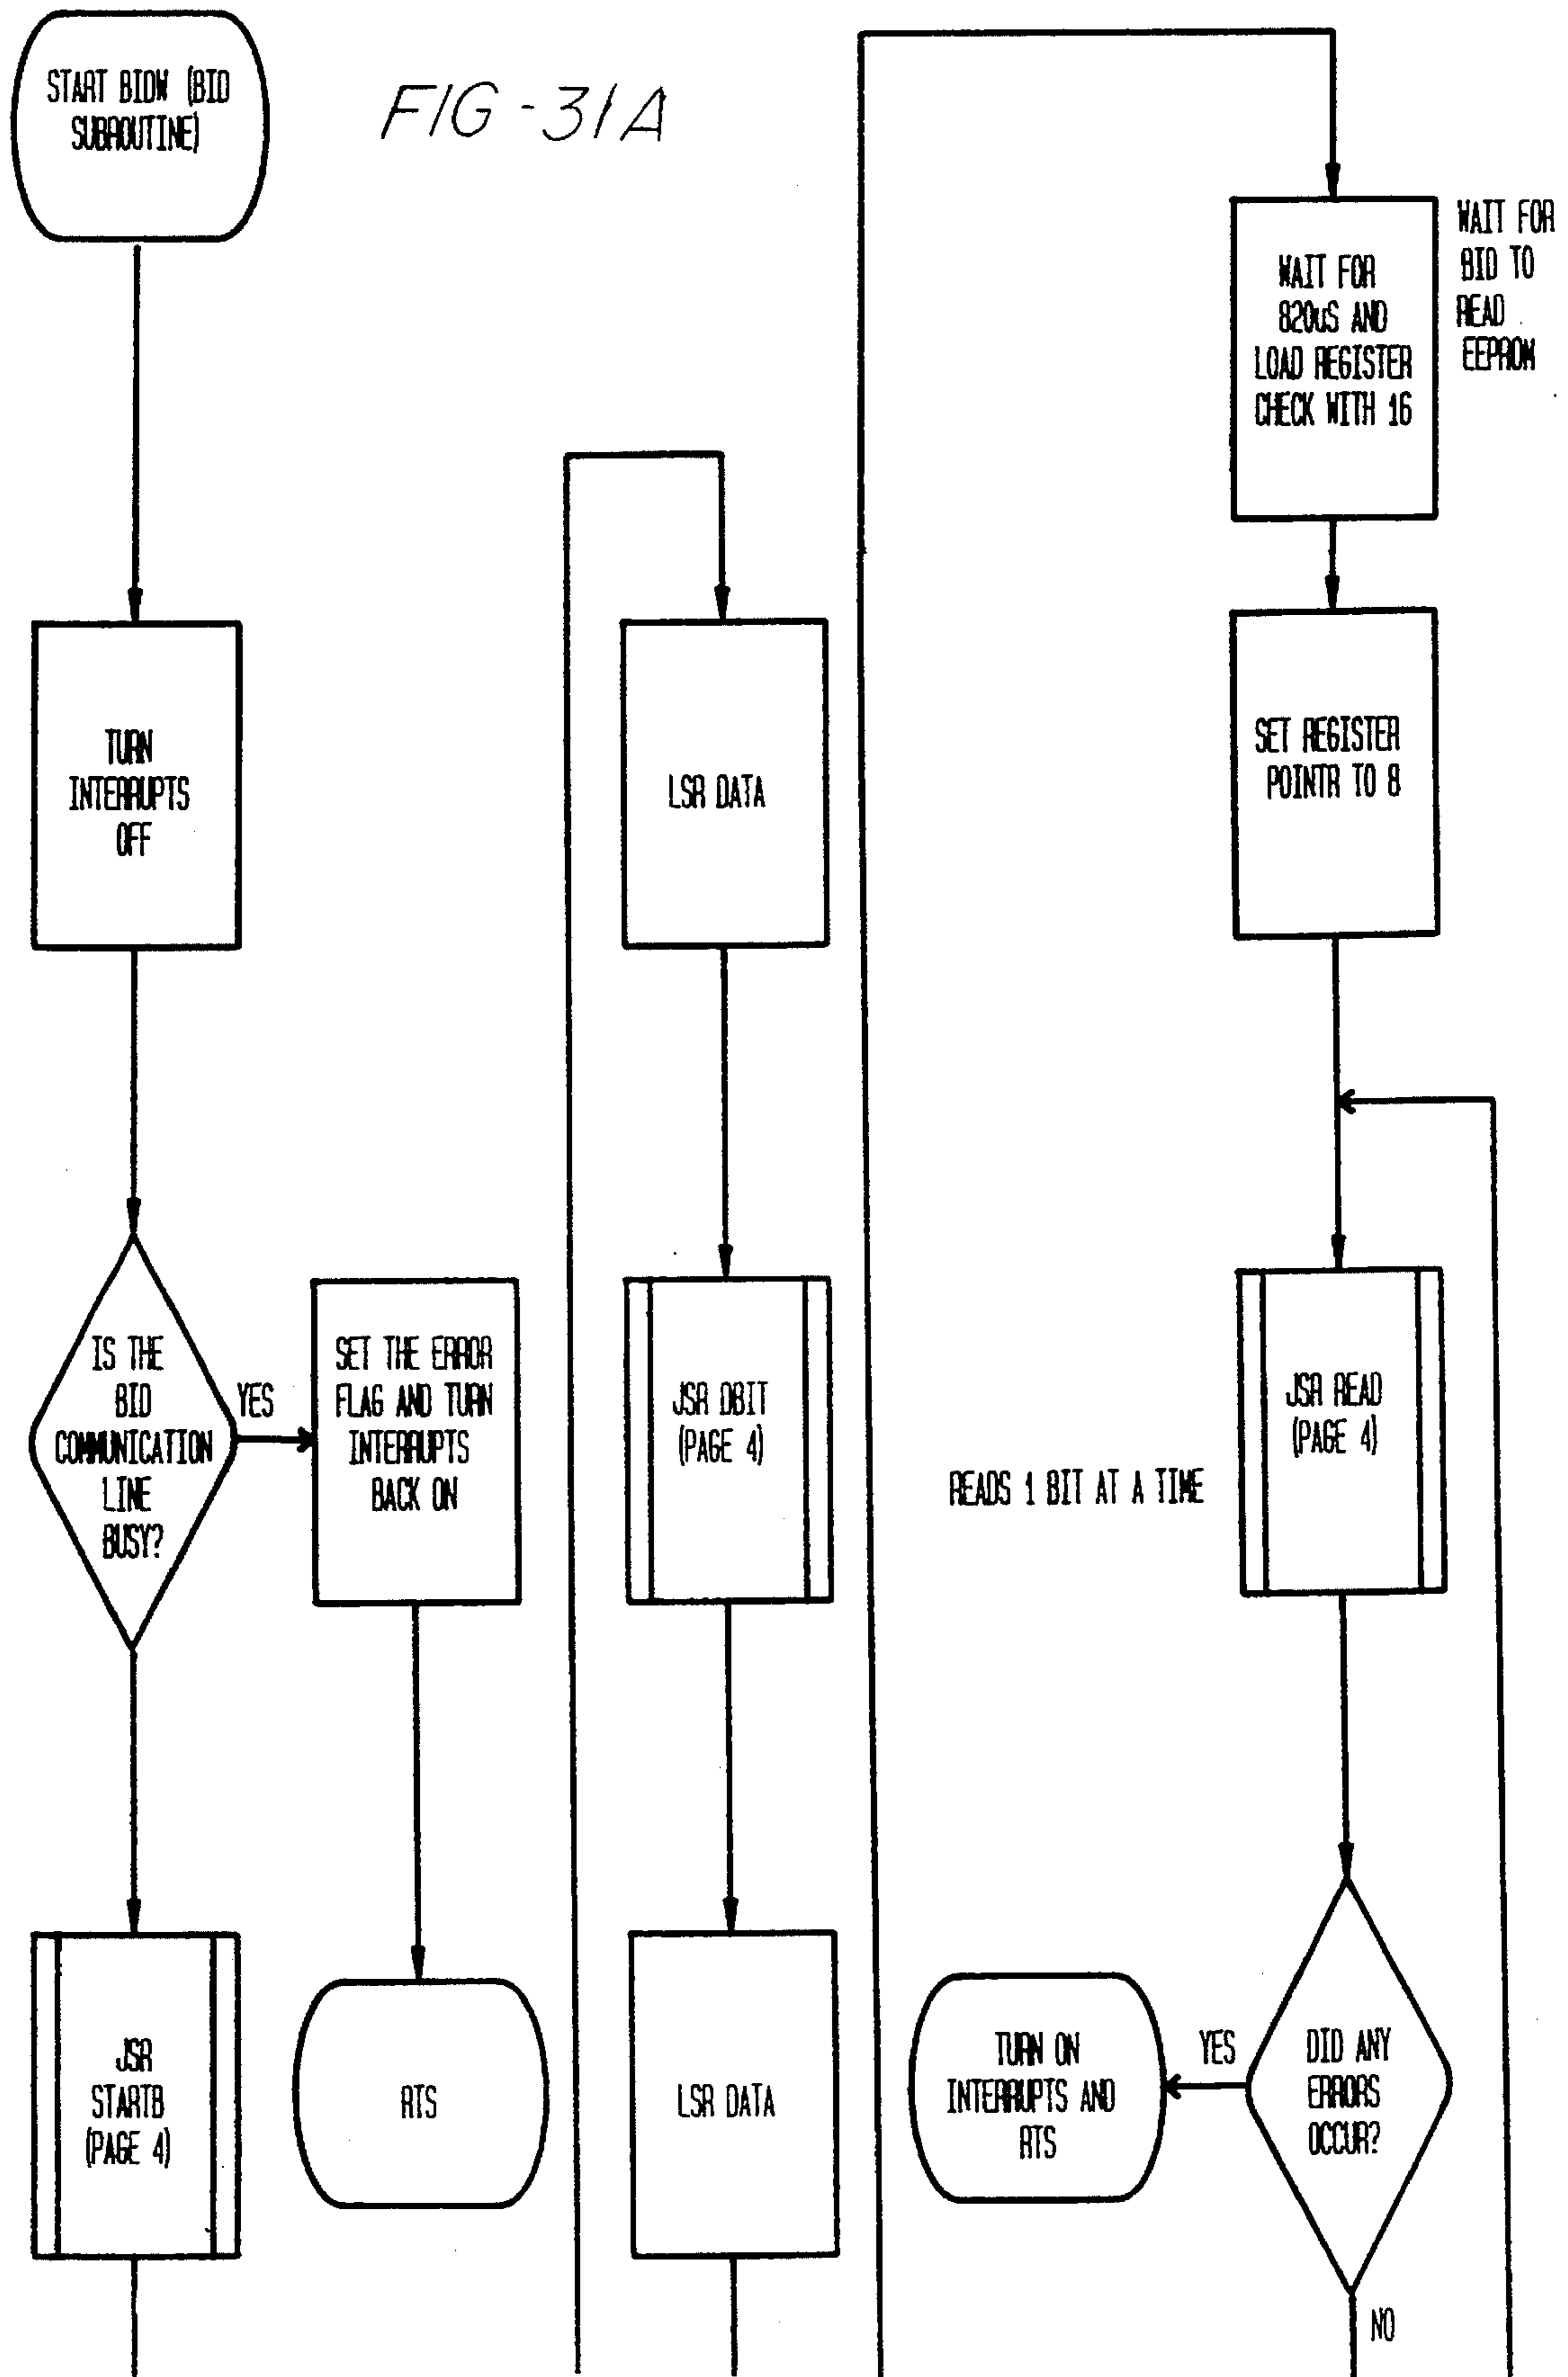 FIG-31A
START BIDM (BID
SUBROUTINE)
TURN
INTERRUPTS
OFF
IS THE
BID
COMMUNICATION
LINE
BUSY?
YES
SET THE ERROR
FLAG AND TURN
INTERRUPTS
BACK ON
RTS
JSR
STARTB
(PAGE 4)
LSR DATA
JSR DBIT
(PAGE 4)
LSR DATA
WAIT FOR
820uS AND
LOAD REGISTER
CHECK WITH 16
WAIT FOR
BID TO
READ
EEPROM
SET REGISTER
POINTR TO 8
JSR READ
(PAGE 4)
READS 1 BIT AT A TIME
DID ANY
ERRORS
OCCUR?
YES
TURN ON
INTERRUPTS AND
RTS
NO